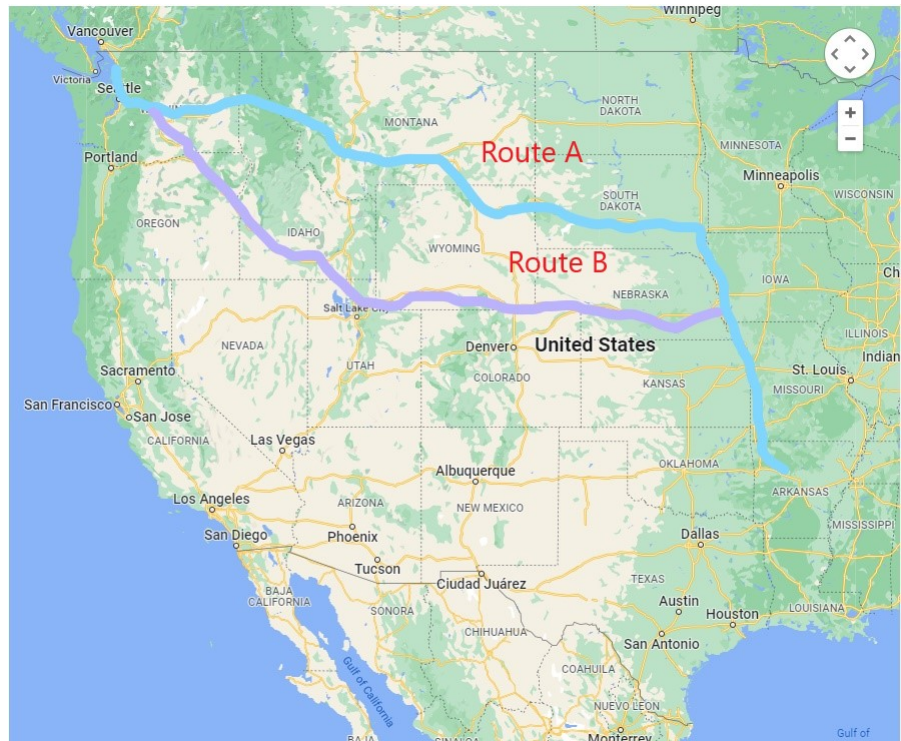 Winnipeg
Vancouver
Victoria
Seattle
NORTH
DAKOTA
MONTANA
Route A
MINNESOTA
Portland
Minneapolis
SOUTH
DAKOTA
WISCONSIN
OREGON
IDAHO
WYOMING
Route B
IOWA
Ch
NEBRASKA
Salt Lake City
ILLINOIS
NEVADA
Denver
United States
Indian
UTAH
Sacramento
COLORADO
KANSAS
St. Louis
MISSOURI
San Francisco
San Jose
CALIFORNIA
Las Vegas
Albuquerque
OKLAHOMA
ARKANSAS
Los Angeles
ARIZONA
NEW MEXICO
MISSISSIPPI
San Diego
Phoenix
Dallas
Tucson
Ciudad Juárez
TEXAS
BAJA
CALIFORNIA
SONORA
Austin
Houston
LOUISIANA
CHIHUAHUA
San Antonio
Gulf of California
COAHUILA
NUEVO LEON
Monterrey
Gulf of
BAJA
SINALOA
+
−